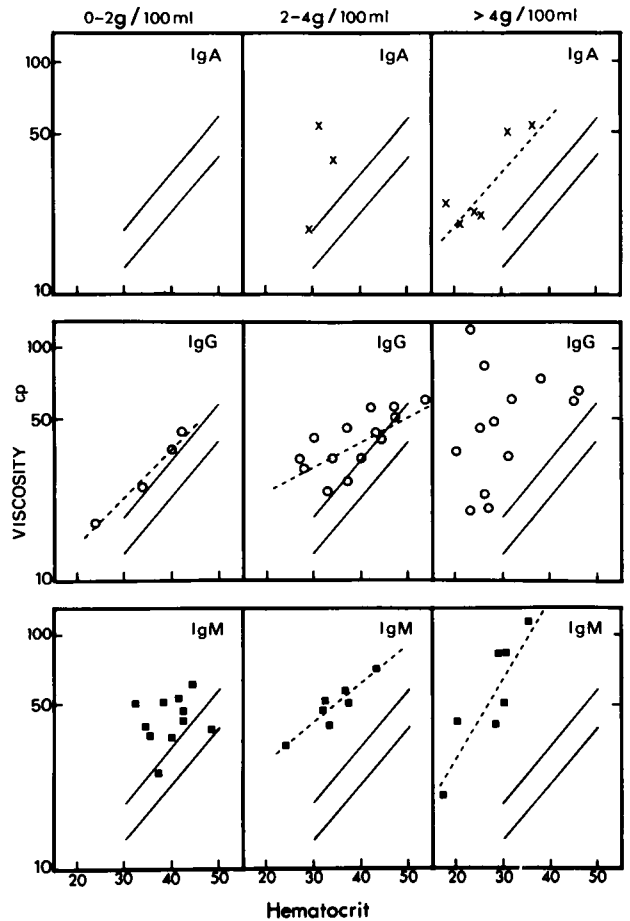 0-2g/100ml 2-4g/100ml >4g/100ml
IgA IgA IgA
100
50
10
IgG IgG IgG
100
50
10
VISCOSITY cp
IgM IgM IgM
100
50
10
20 30 40 50 20 30 40 50 20 30 40 50
Hematocrit